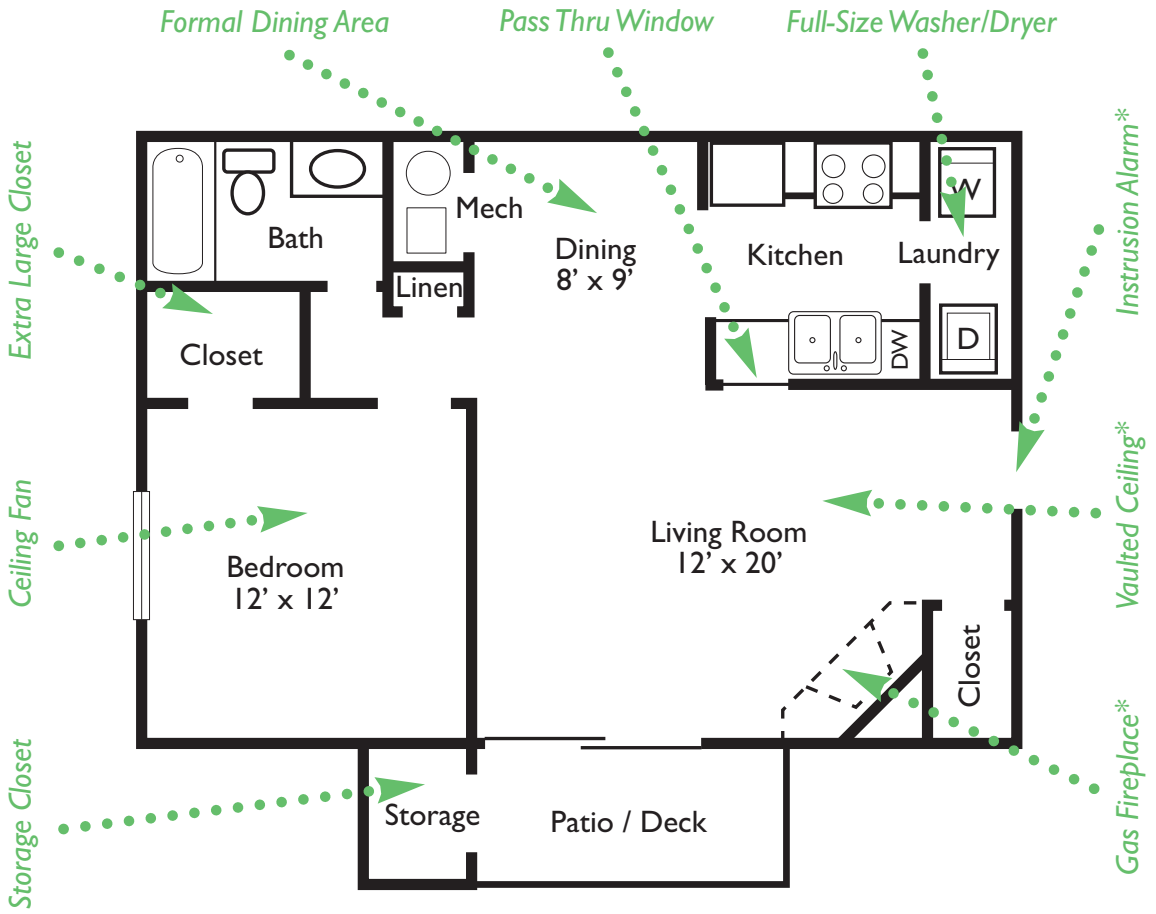 Formal Dining Area
Pass Thru Window
Full-Size Washer/Dryer
Extra Large Closet
Ceiling Fan
Storage Closet
Instrusion Alarm*
Vaulted Ceiling*
Gas Fireplace*
Bath
Mech
Linen
Dining
8’ x 9’
Kitchen
Laundry
W
D
DW
Closet
Bedroom
12’ x 12’
Living Room
12’ x 20’
Closet
Storage
Patio / Deck